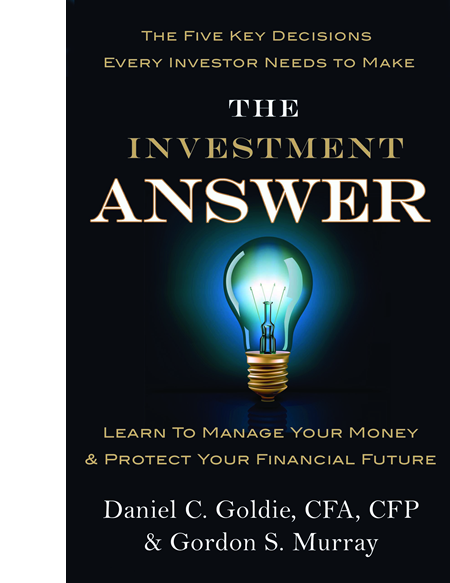 The Five Key Decisions
Every Investor Needs to Make
THE
INVESTMENT
ANSWER
Learn To Manage Your Money
& Protect Your Financial Future
Daniel C. Goldie, CFA, CFP
& Gordon S. Murray